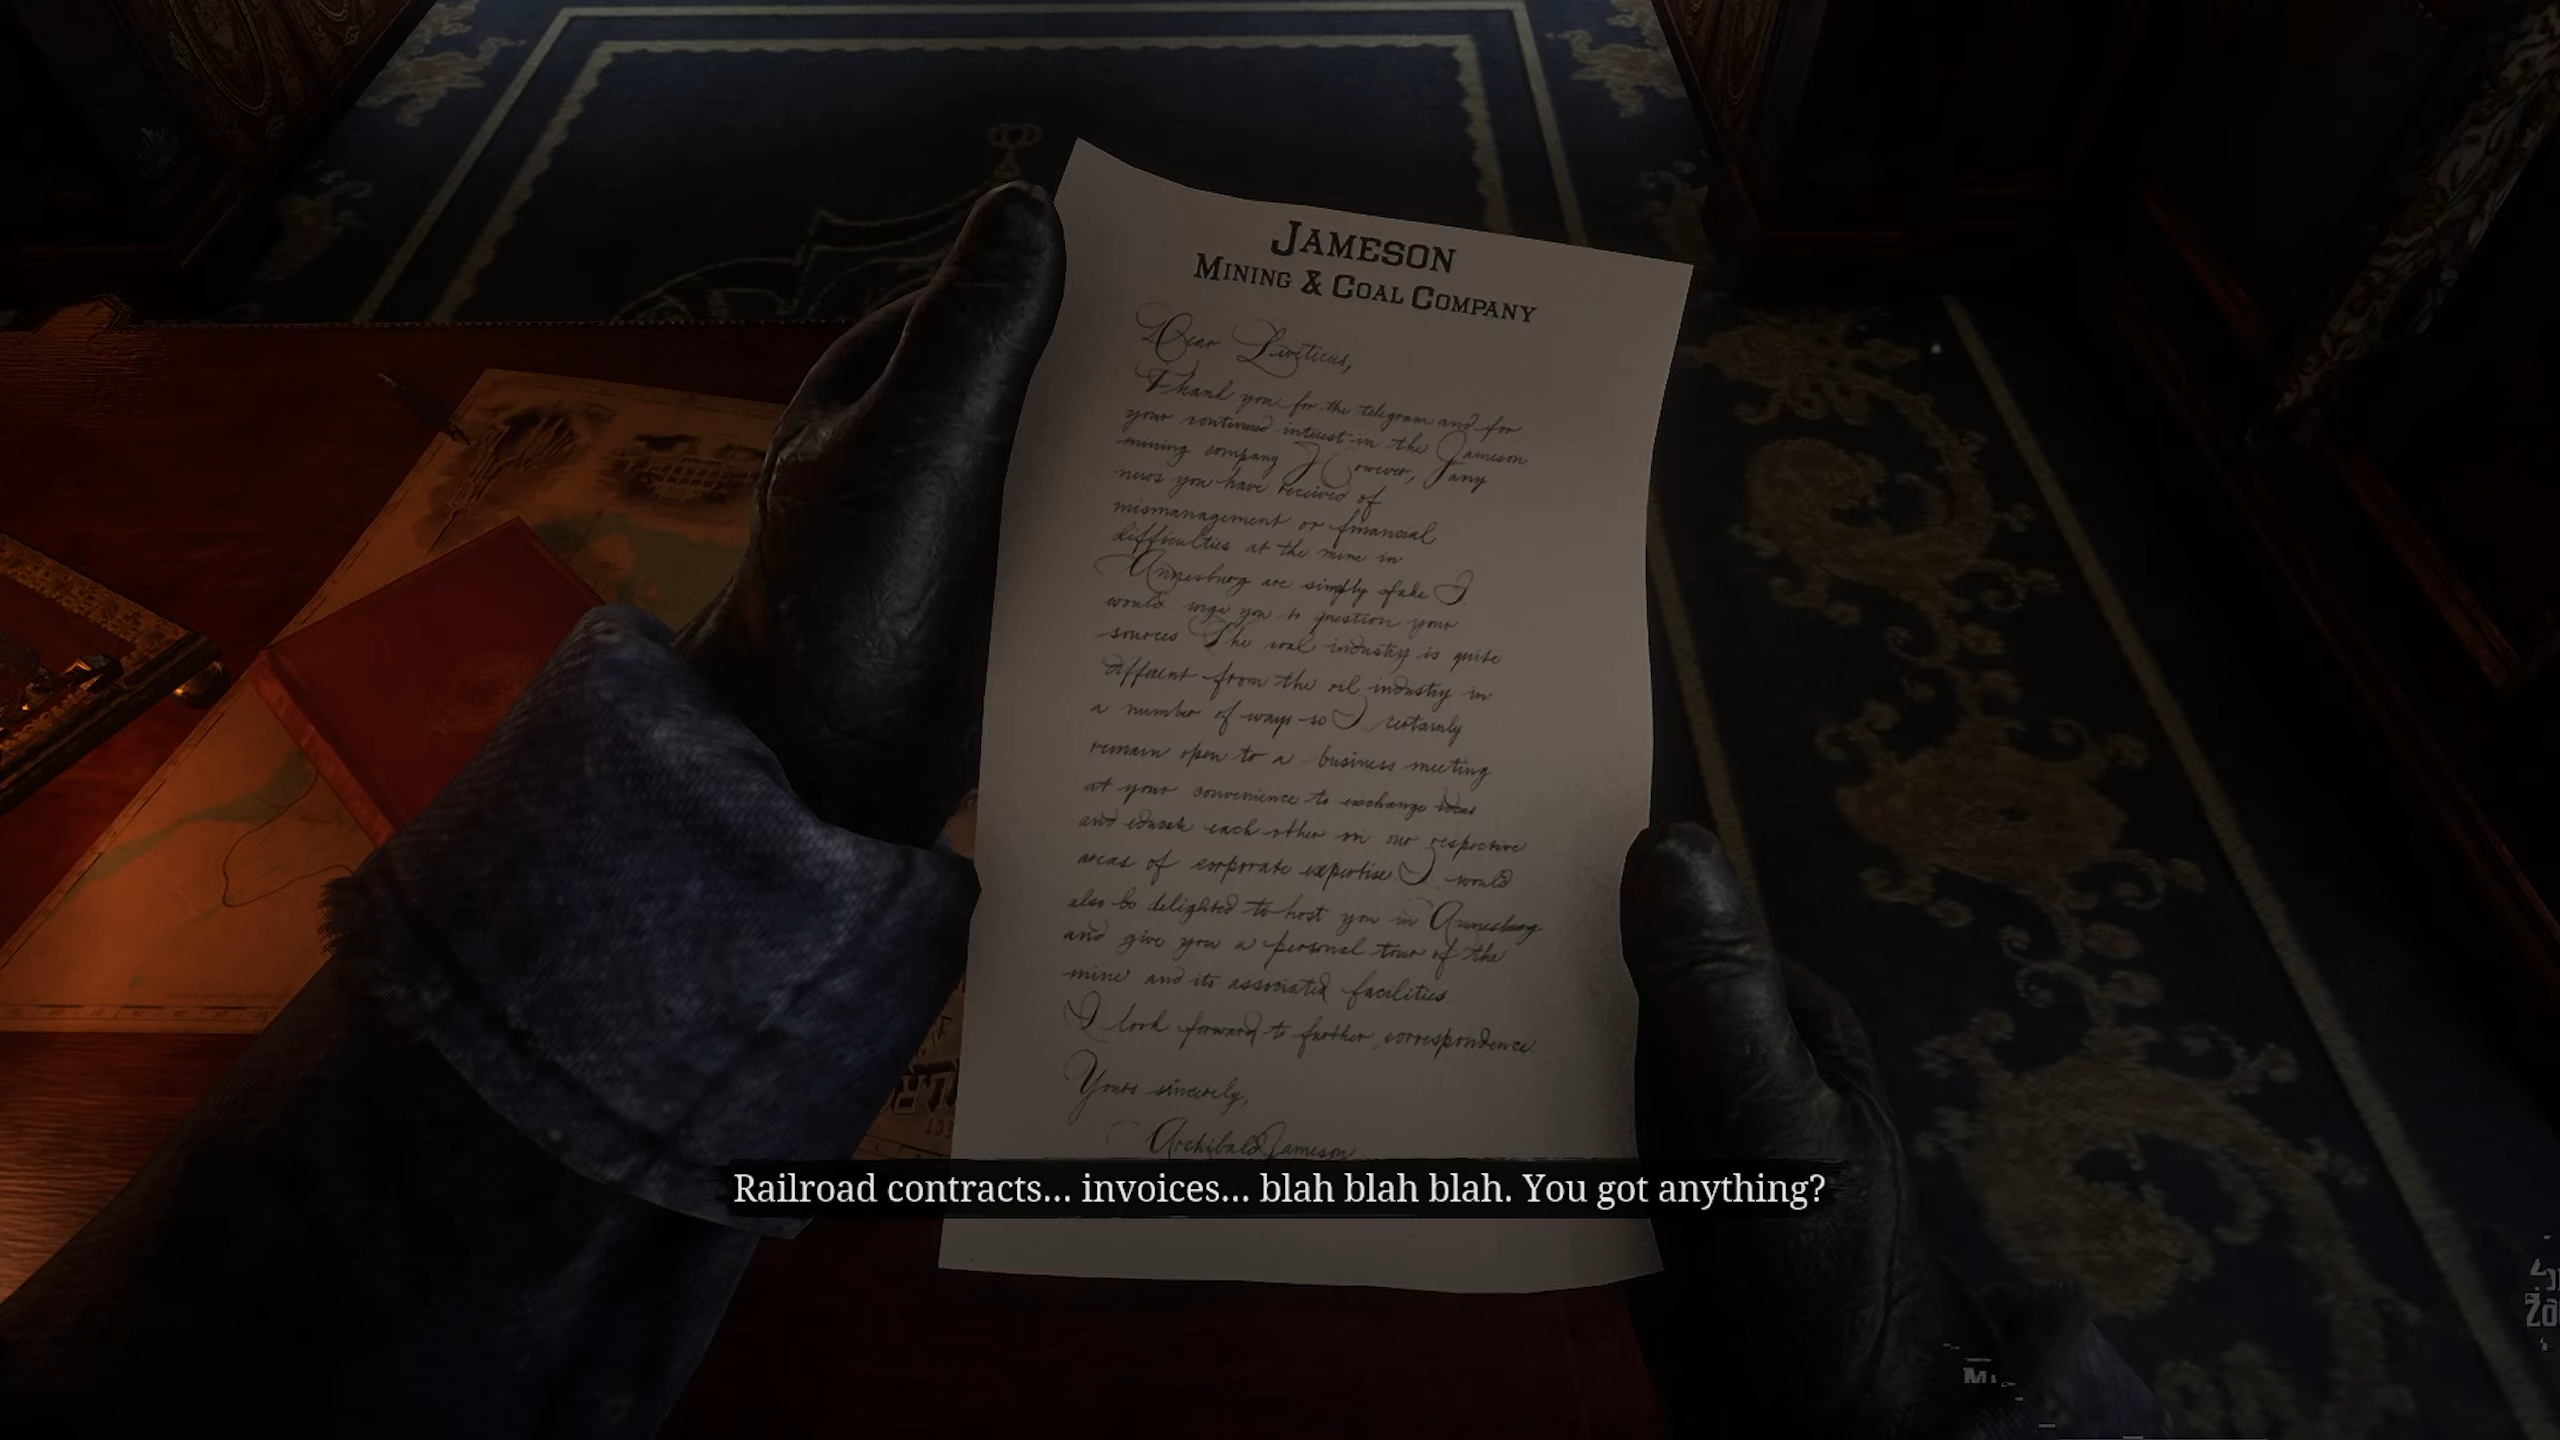 JAMESON
MINING & COAL COMPANY
Dear Leviticus,
Thank you for the telegram and for
your continued interest in the Jameson
mining company However, any
news you have received of
mismanagement or financial
difficulties at the mine in
Annesburg are simply fake I
would urge you to question your
sources The coal industry is quite
different from the oil industry in
a number of ways so I certainly
remain open to a business meeting
at your convenience to exchange ideas
and educate each other on our respective
areas of corporate expertise. I would
also be delighted to host you in Annesburg
and give you a personal tour of the
mine and its associated facilities
I look forward to further correspondence
Yours sincerely,
Archibald Jameson
Railroad contracts... invoices... blah blah blah. You got anything?